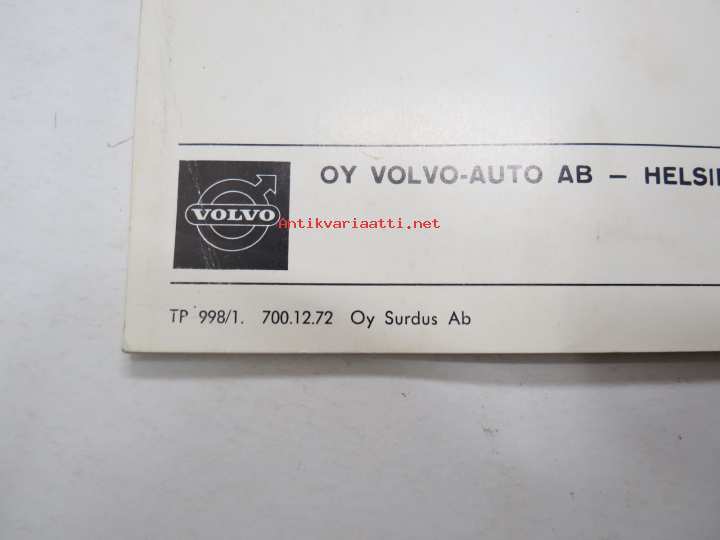 OY VOLVO-AUTO AB – HELSI
VOLVO
Antikvariaatti.net
TP 998/1. 700.12.72 Oy Surdus Ab